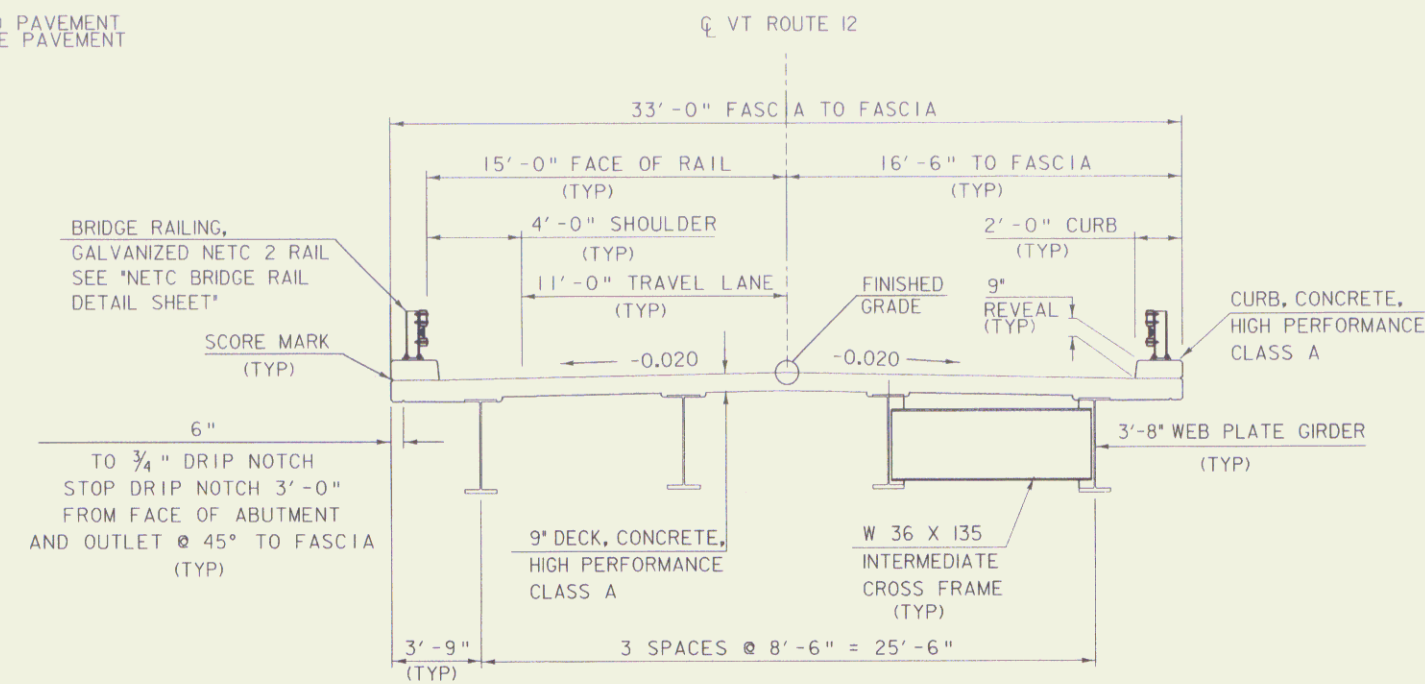 PAVEMENT
PAVEMENT
℄ VT ROUTE 12
33'-0" FASCIA TO FASCIA
15'-0" FACE OF RAIL
(TYP)
16'-6" TO FASCIA
(TYP)
BRIDGE RAILING,
GALVANIZED NETC 2 RAIL
SEE "NETC BRIDGE RAIL
DETAIL SHEET"
4'-0" SHOULDER
(TYP)
2'-0" CURB
(TYP)
11'-0" TRAVEL LANE
(TYP)
FINISHED
GRADE
9"
REVEAL
(TYP)
CURB, CONCRETE,
HIGH PERFORMANCE
CLASS A
SCORE MARK
(TYP)
-0.020
-0.020
6"
TO 3/4" DRIP NOTCH
STOP DRIP NOTCH 3'-0"
FROM FACE OF ABUTMENT
AND OUTLET @ 45° TO FASCIA
(TYP)
3'-8" WEB PLATE GIRDER
(TYP)
9" DECK, CONCRETE,
HIGH PERFORMANCE
CLASS A
W 36 X 135
INTERMEDIATE
CROSS FRAME
(TYP)
3'-9"
(TYP)
3 SPACES @ 8'-6" = 25'-6"